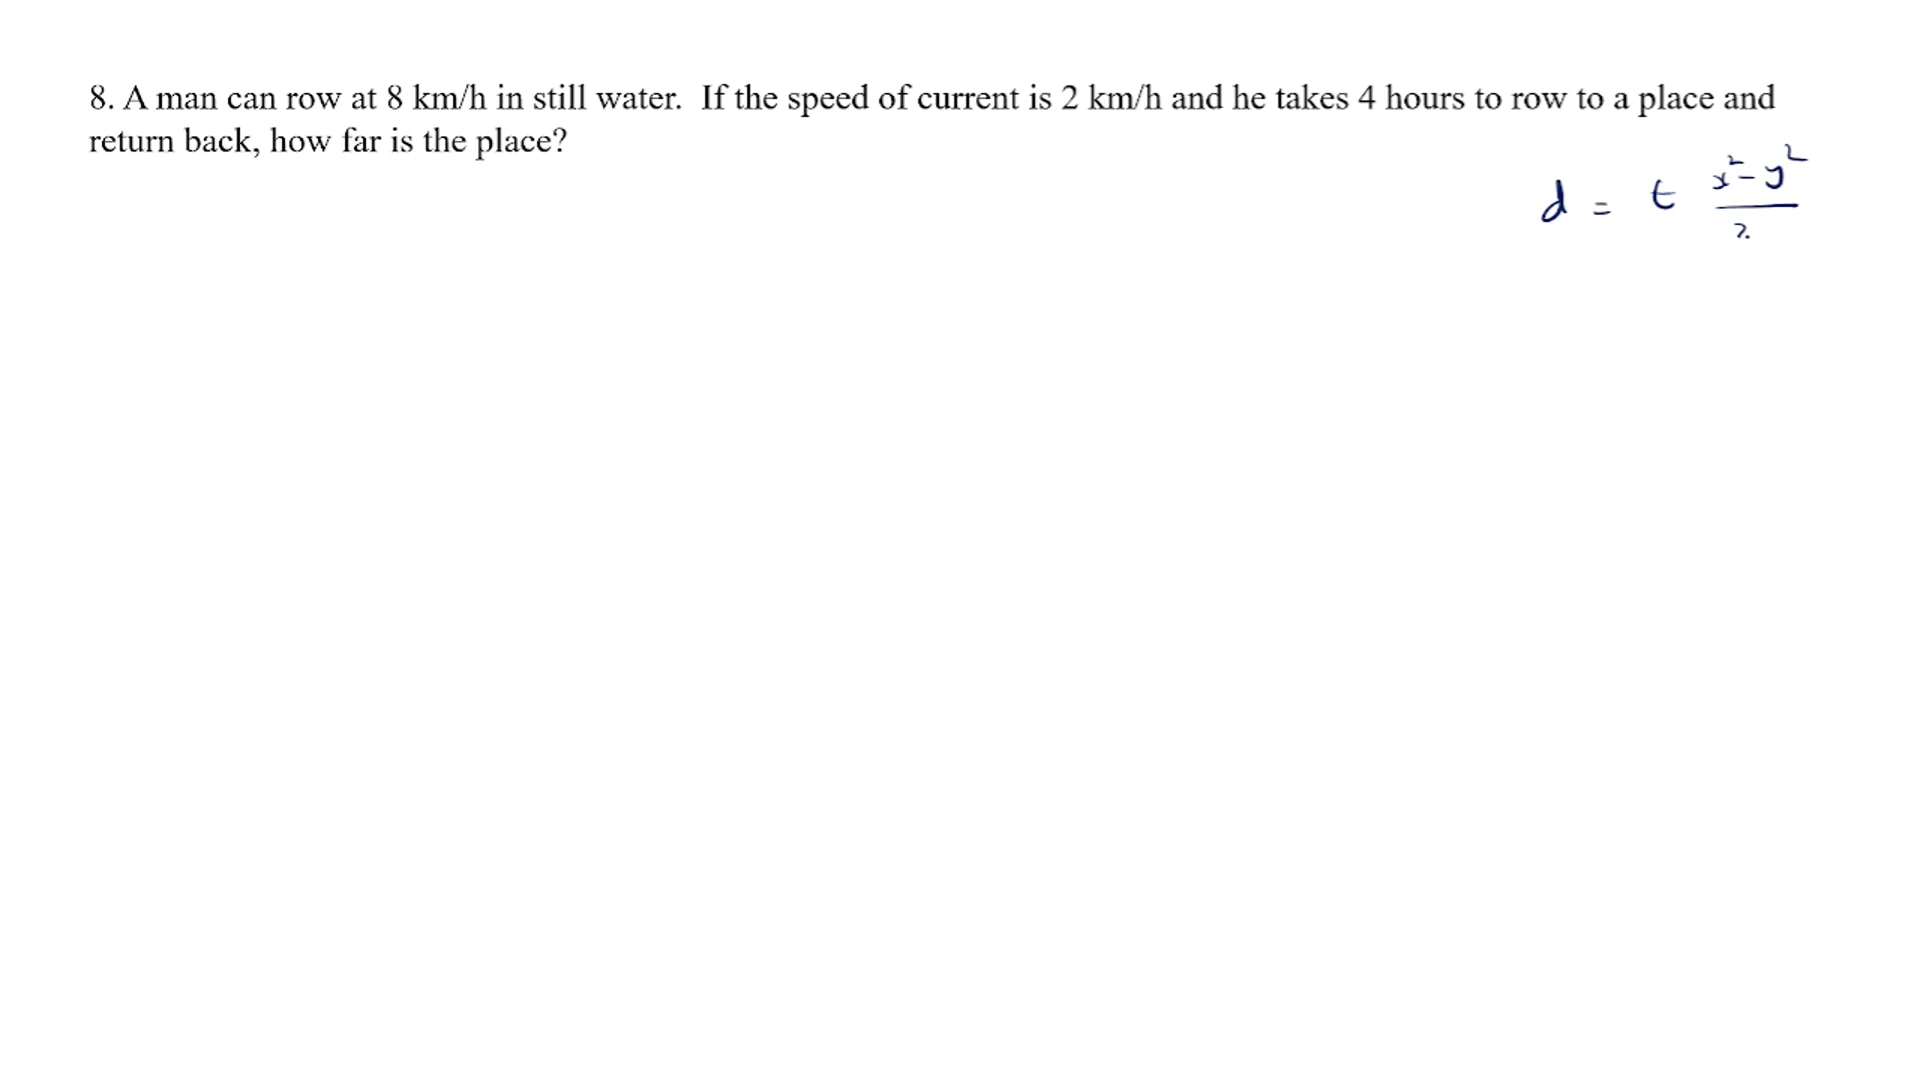 8. A man can row at 8 km/h in still water. If the speed of current is 2 km/h and he takes 4 hours to row to a place and
return back, how far is the place?
d = t x² - y² / 2